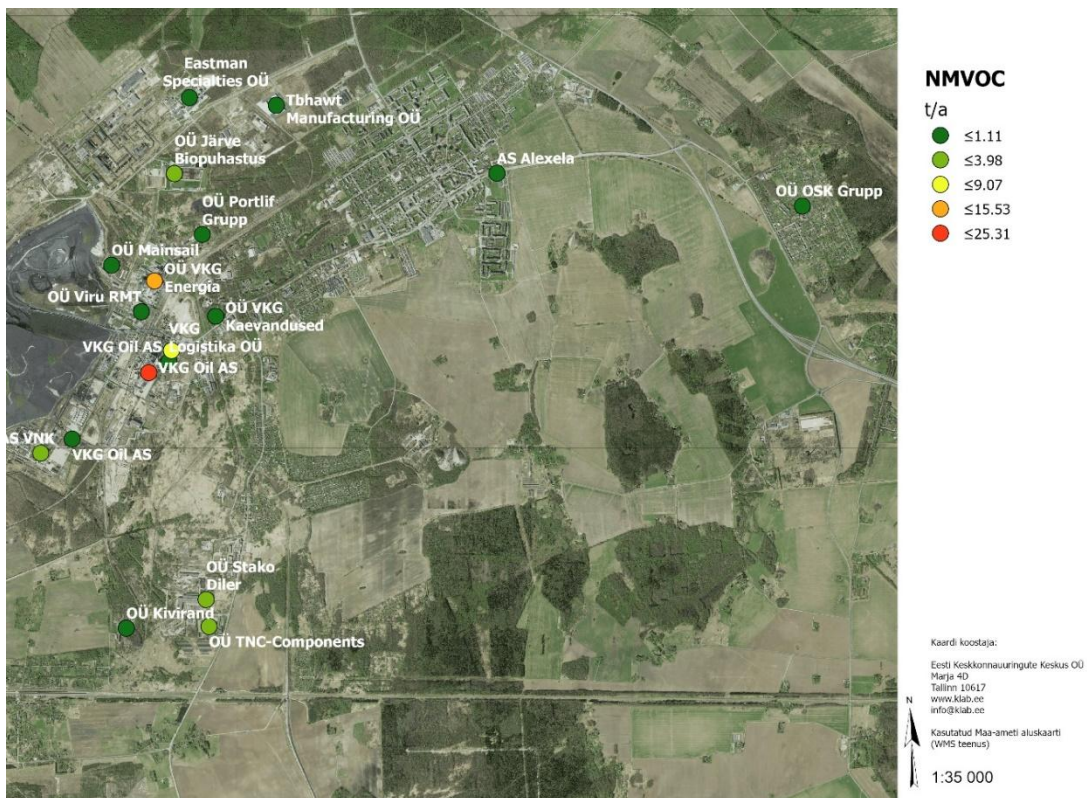 Eastman
Specialties OÜ
Tbhawt
Manufacturing OÜ
OÜ Järve
Biopuhastus
AS Alexela
OÜ OSK Grupp
OÜ Portlif
Grupp
OÜ Mainsail
OÜ VKG
Energia
OÜ Viru RMT
OÜ VKG
Kaevandused
VKG
VKG Oil AS Logistika OÜ
VKG Oil AS
AS VNK
VKG Oil AS
OÜ Stako
Diler
OÜ Kivirand
OÜ TNC-Components
NMVOC
t/a
≤1.11
≤3.98
≤9.07
≤15.53
≤25.31
Kaardi koostaja:
Eesti Keskkonnauuringute Keskus OÜ
Marja 4D
Tallinn 10617
www.klab.ee
info@klab.ee
Kasutatud Maa-ameti aluskaarti
(WMS teenus)
N
1:35 000